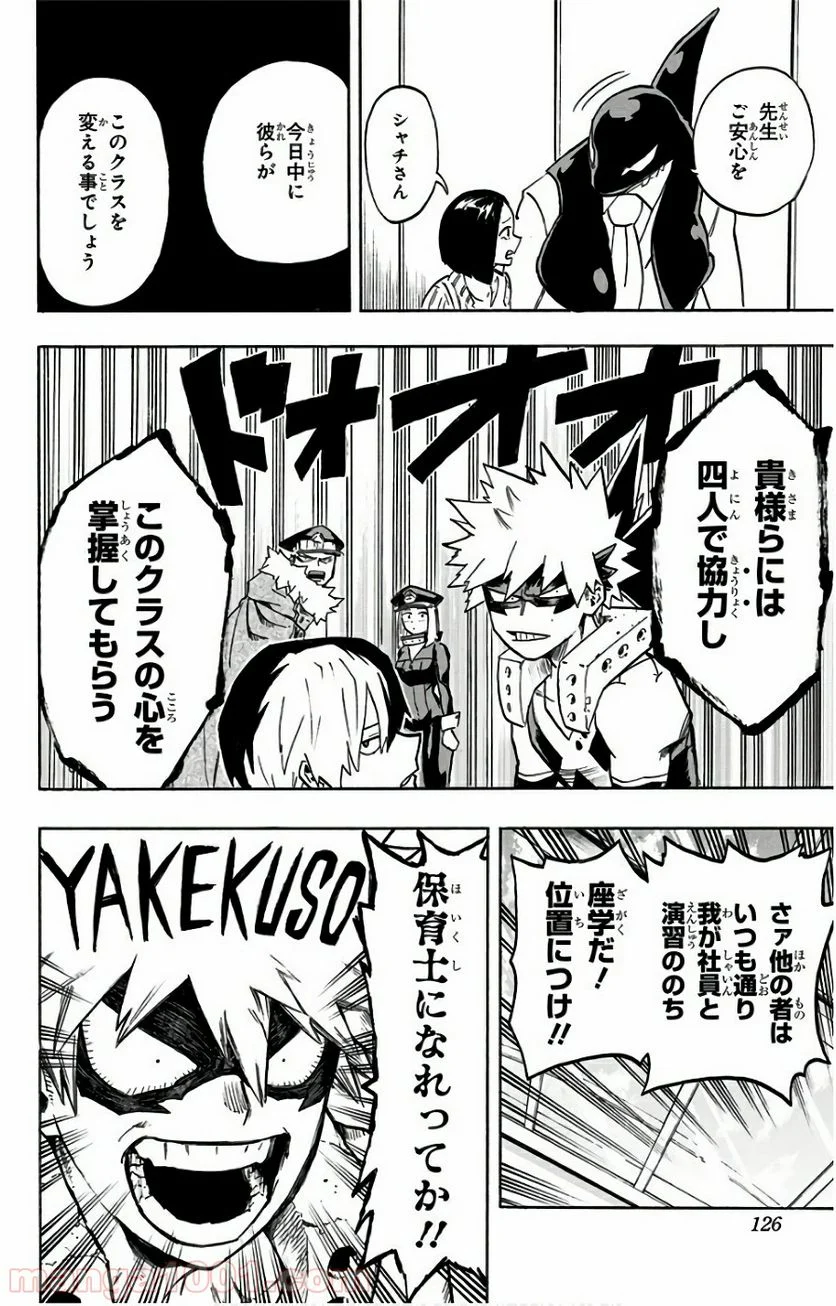 先生
ご安心を
シャチさん
今日中に
彼らが
このクラスを
変える事でしょう
ドォオオ
貴様らには
四人で協力し
このクラスの心を
掌握してもらう
さァ他の者は
いつも通り
我が社員と
演習ののち
座学だ!
位置につけ!!
保育士になれってか!!
YAKEKUSO
126
manga1001.com